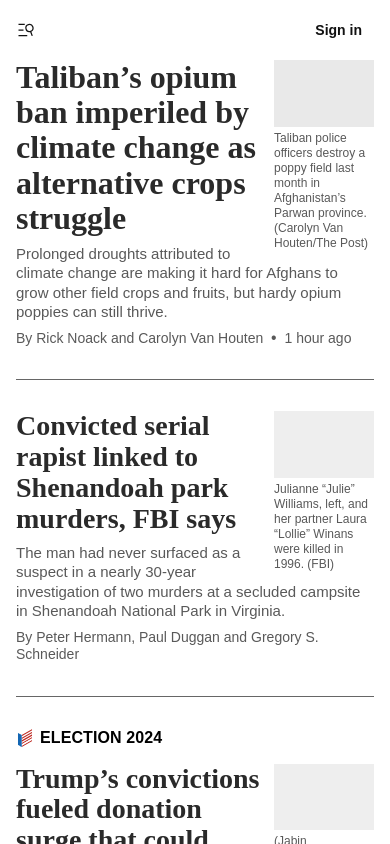 Sign in
Taliban’s opium
ban imperiled by
climate change as
alternative crops
struggle
Taliban police
officers destroy a
poppy field last
month in
Afghanistan’s
Parwan province.
(Carolyn Van
Houten/The Post)
Prolonged droughts attributed to
climate change are making it hard for Afghans to
grow other field crops and fruits, but hardy opium
poppies can still thrive.
By Rick Noack and Carolyn Van Houten • 1 hour ago
Convicted serial
rapist linked to
Shenandoah park
murders, FBI says
Julianne “Julie”
Williams, left, and
her partner Laura
“Lollie” Winans
were killed in
1996. (FBI)
The man had never surfaced as a
suspect in a nearly 30-year
investigation of two murders at a secluded campsite
in Shenandoah National Park in Virginia.
By Peter Hermann, Paul Duggan and Gregory S.
Schneider
ELECTION 2024
Trump’s convictions
fueled donation
surge that could
(Jabin